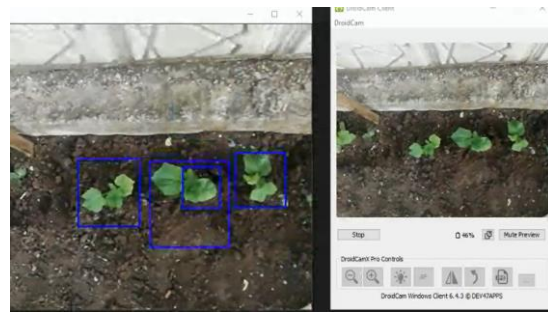 DroidCam Client
DroidCam
Stop
46%
Mute Preview
DroidCamX Pro Controls
DroidCam Windows Client 6.4.3 © DEV47APPS